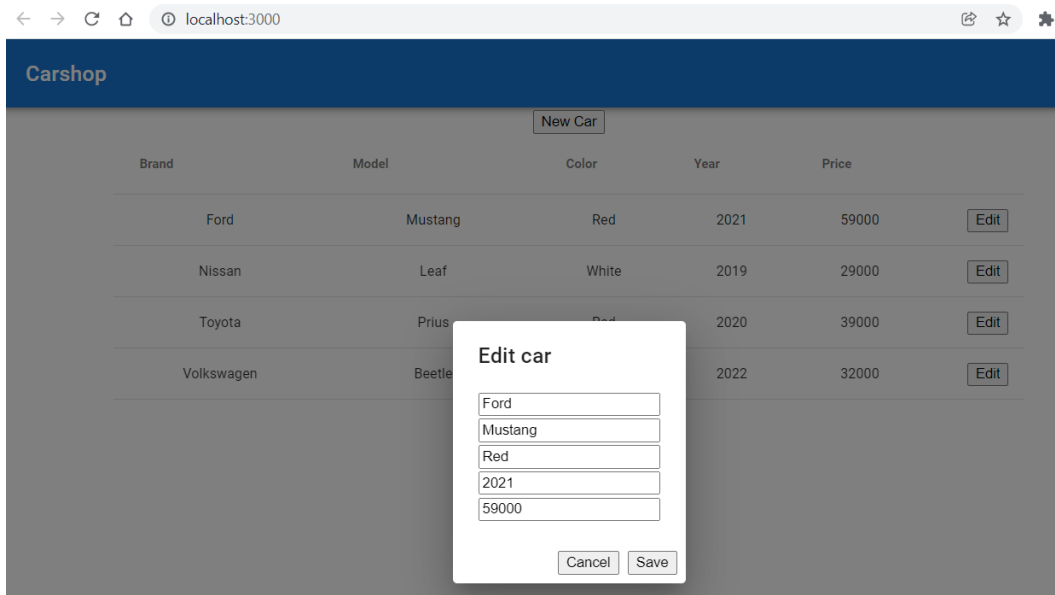 localhost:3000
Carshop
New Car
Brand Model Color Year Price
Ford Mustang Red 2021 59000 Edit
Nissan Leaf White 2019 29000 Edit
Toyota Prius Red 2020 39000 Edit
Volkswagen Beetle 2022 32000 Edit
Edit car
Ford
Mustang
Red
2021
59000
Cancel Save